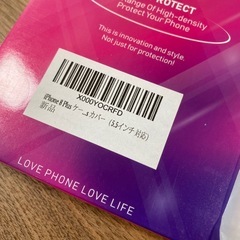 PROTECT
ange Of High-density
Protect Your Phone
This is innovation and style.
Not just for protection!
X000YOCRFD
iPhone 8 Plus ケース カバー （5.5インチ 対応）
新品
LOVE PHONE LOVE LIFE